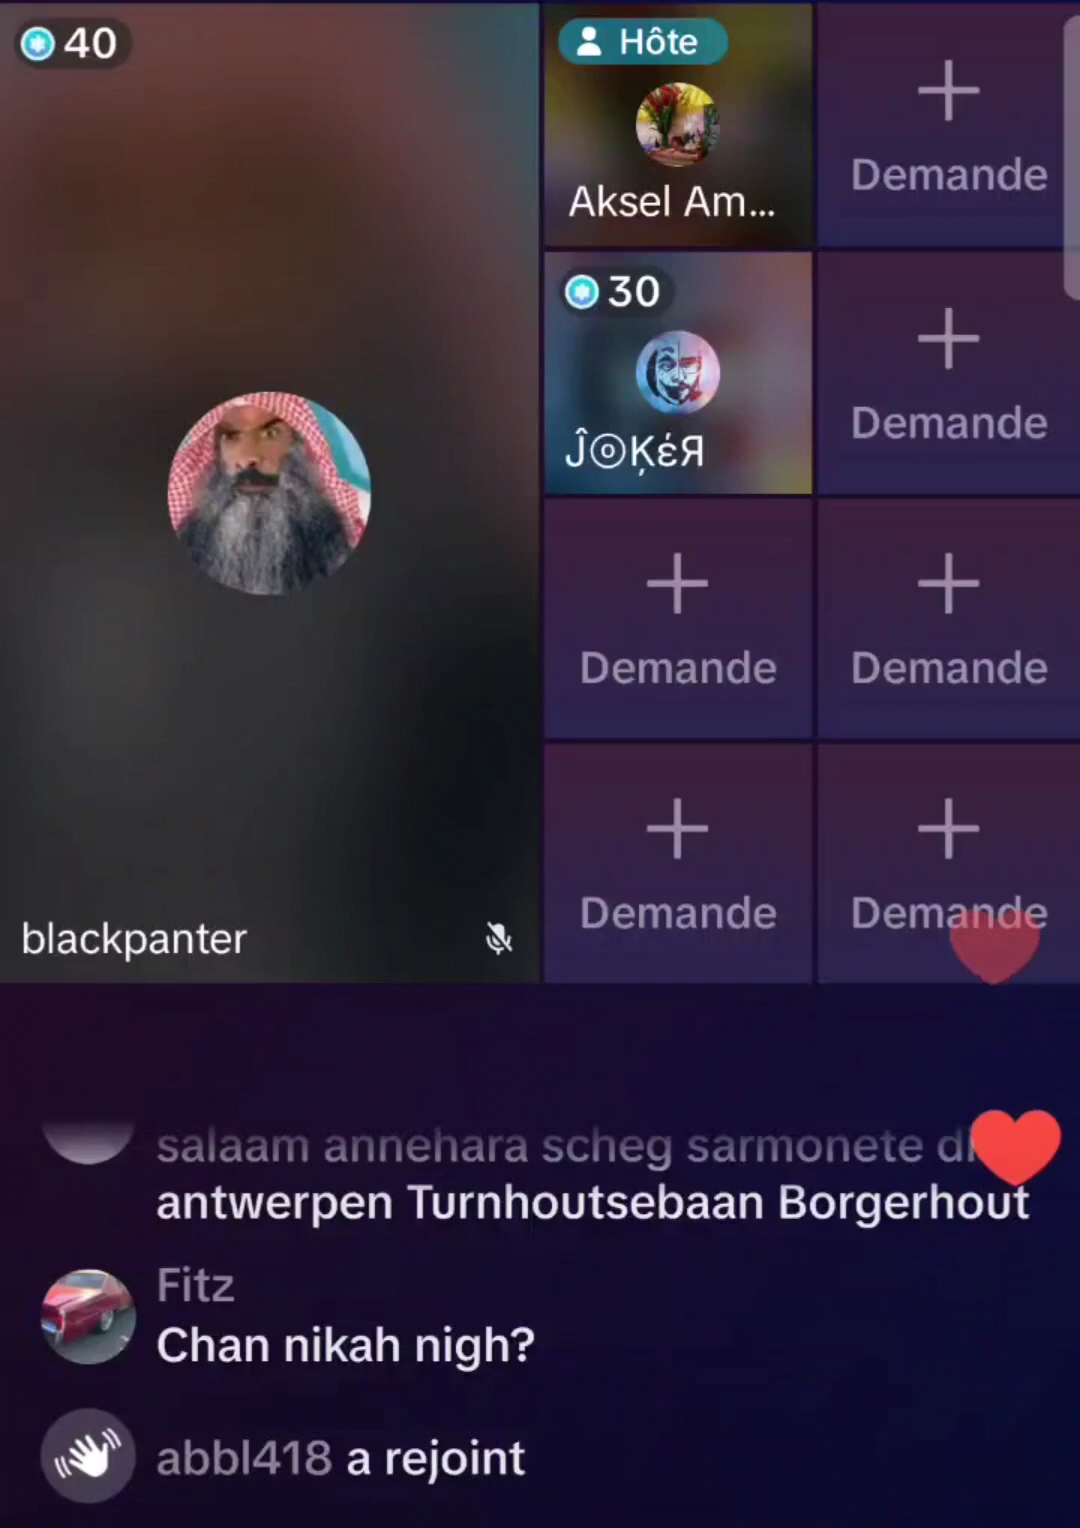 40
Hôte
Aksel Am...
Demande
30
Ĵ⦾ĶέЯ
Demande
Demande
Demande
Demande
Demande
blackpanter
salaam annehara scheg sarmonete
antwerpen Turnhoutsebaan Borgerhout
Fitz
Chan nikah nigh?
abbl418 a rejoint